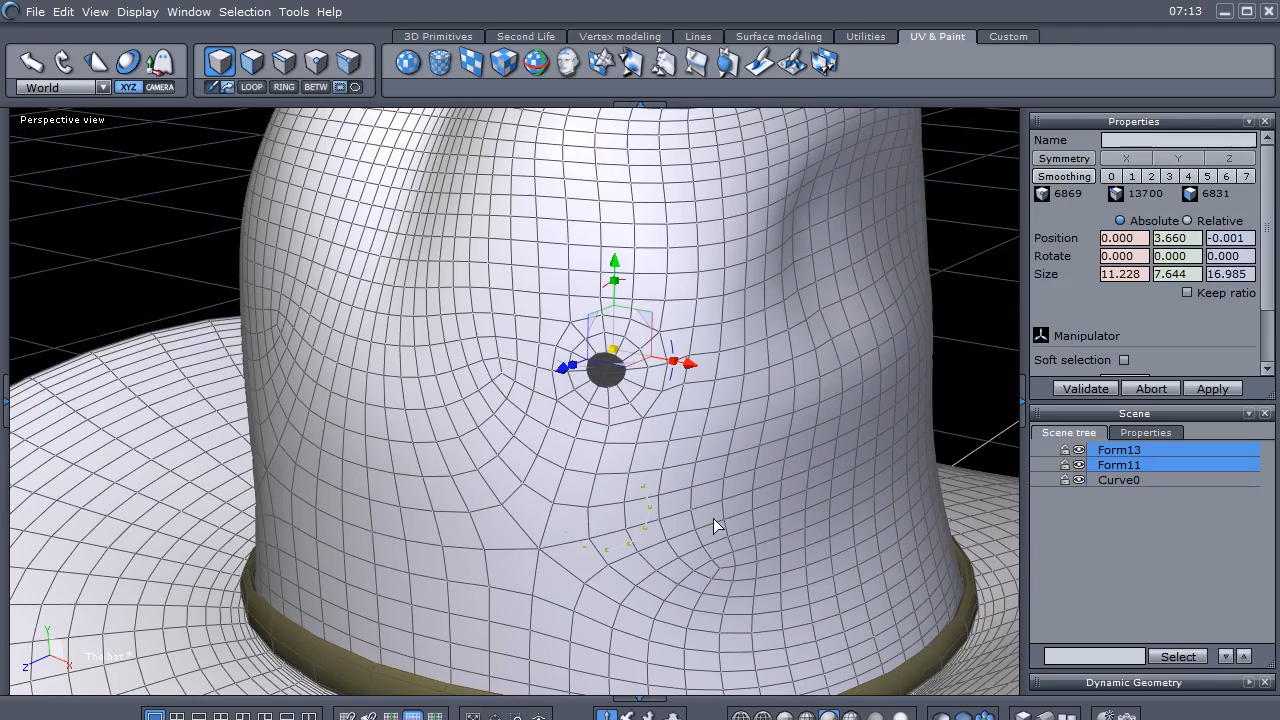 File Edit View Display Window Selection Tools Help 07:13
3D Primitives Second Life Vertex modeling Lines Surface modeling Utilities UV & Paint Custom
World XYZ CAMERA LOOP RING BETW
Perspective view
Properties
Name
Symmetry X Y Z
Smoothing 0 1 2 3 4 5 6 7
6869 13700 6831
Absolute Relative
Position 0.000 3.660 -0.001
Rotate 0.000 0.000 0.000
Size 11.228 7.644 16.985
Keep ratio
Manipulator
Soft selection
Validate Abort Apply
Scene
Scene tree Properties
Form13
Form11
Curve0
Select
Dynamic Geometry
Y
Z X
The hat *